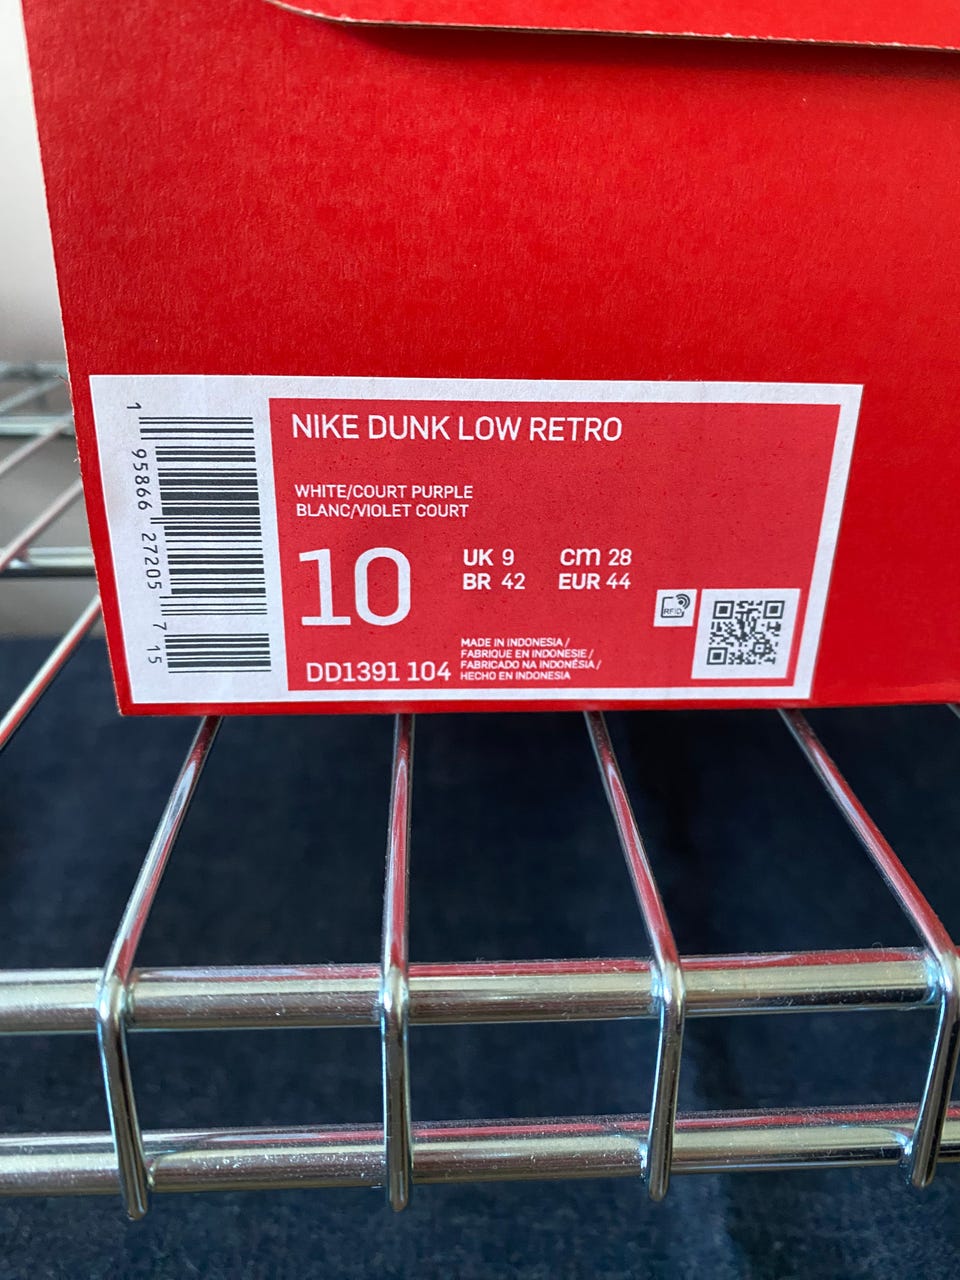 NIKE DUNK LOW RETRO
WHITE/COURT PURPLE
BLANC/VIOLET COURT
10
UK 9
cm 28
BR 42
EUR 44
RFID
DD1391 104
MADE IN INDONESIA /
FABRIQUE EN INDONESIE /
FABRICADO NA INDONÉSIA /
HECHO EN INDONESIA
1 95866 27205 7 15